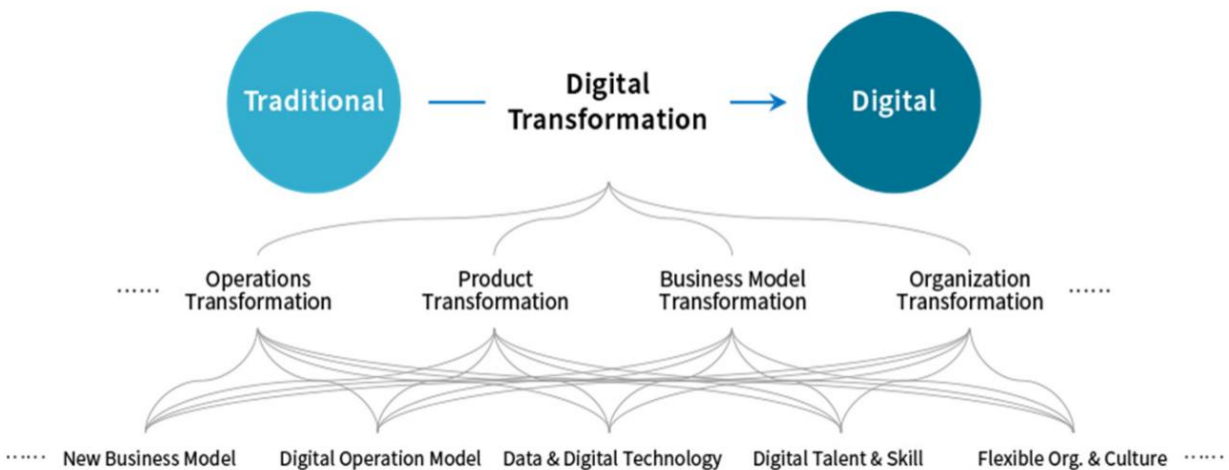 Traditional
Digital
Transformation
Digital
......
Operations
Transformation
Product
Transformation
Business Model
Transformation
Organization
Transformation
......
...... New Business Model
Digital Operation Model
Data & Digital Technology
Digital Talent & Skill
Flexible Org. & Culture ......